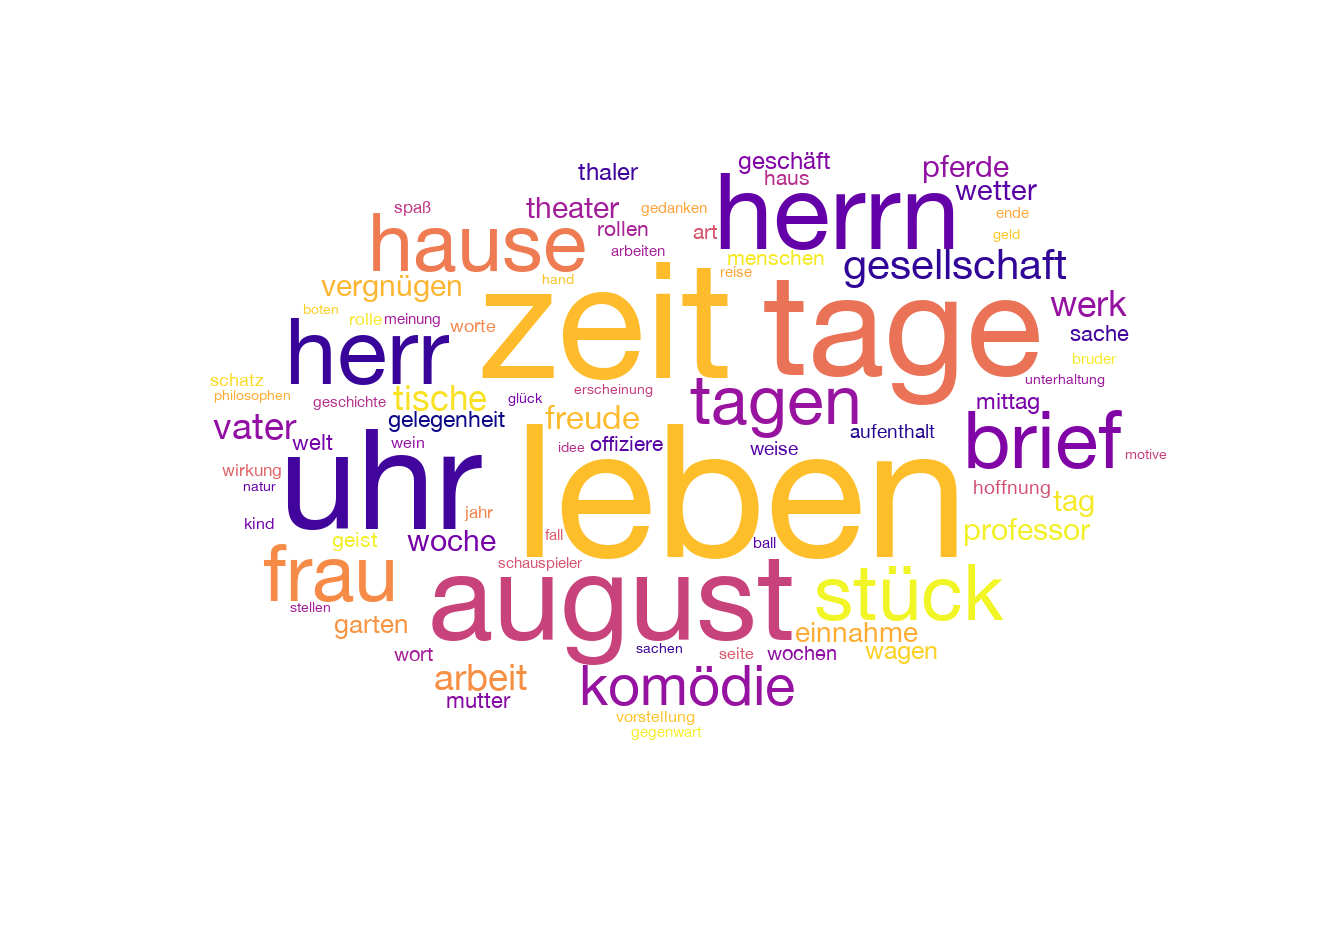 geschäft
pferde
thaler
haus
wetter
spaß
theater
gedanken
herrn
ende
hause
rollen
art
geld
arbeiten
menschen
gesellschaft
vergnügen
hand
zeit
reise
tage
werk
boten
rolle
meinung
worte
sache
herr
bruder
schatz
philosophen
geschichte
tische
glück
erscheinung
tagen
unterhaltung
mittag
vater
gelegenheit
freude
aufenthalt
brief
welt
wein
idee
offiziere
weise
motive
wirkung
natur
uhr
leben
hoffnung
tag
kind
jahr
professor
geist
woche
fall
ball
frau
schauspieler
august
stück
stellen
garten
einnahme
wort
sachen
seite
wochen
wagen
arbeit
mutter
komödie
vorstellung
gegenwart